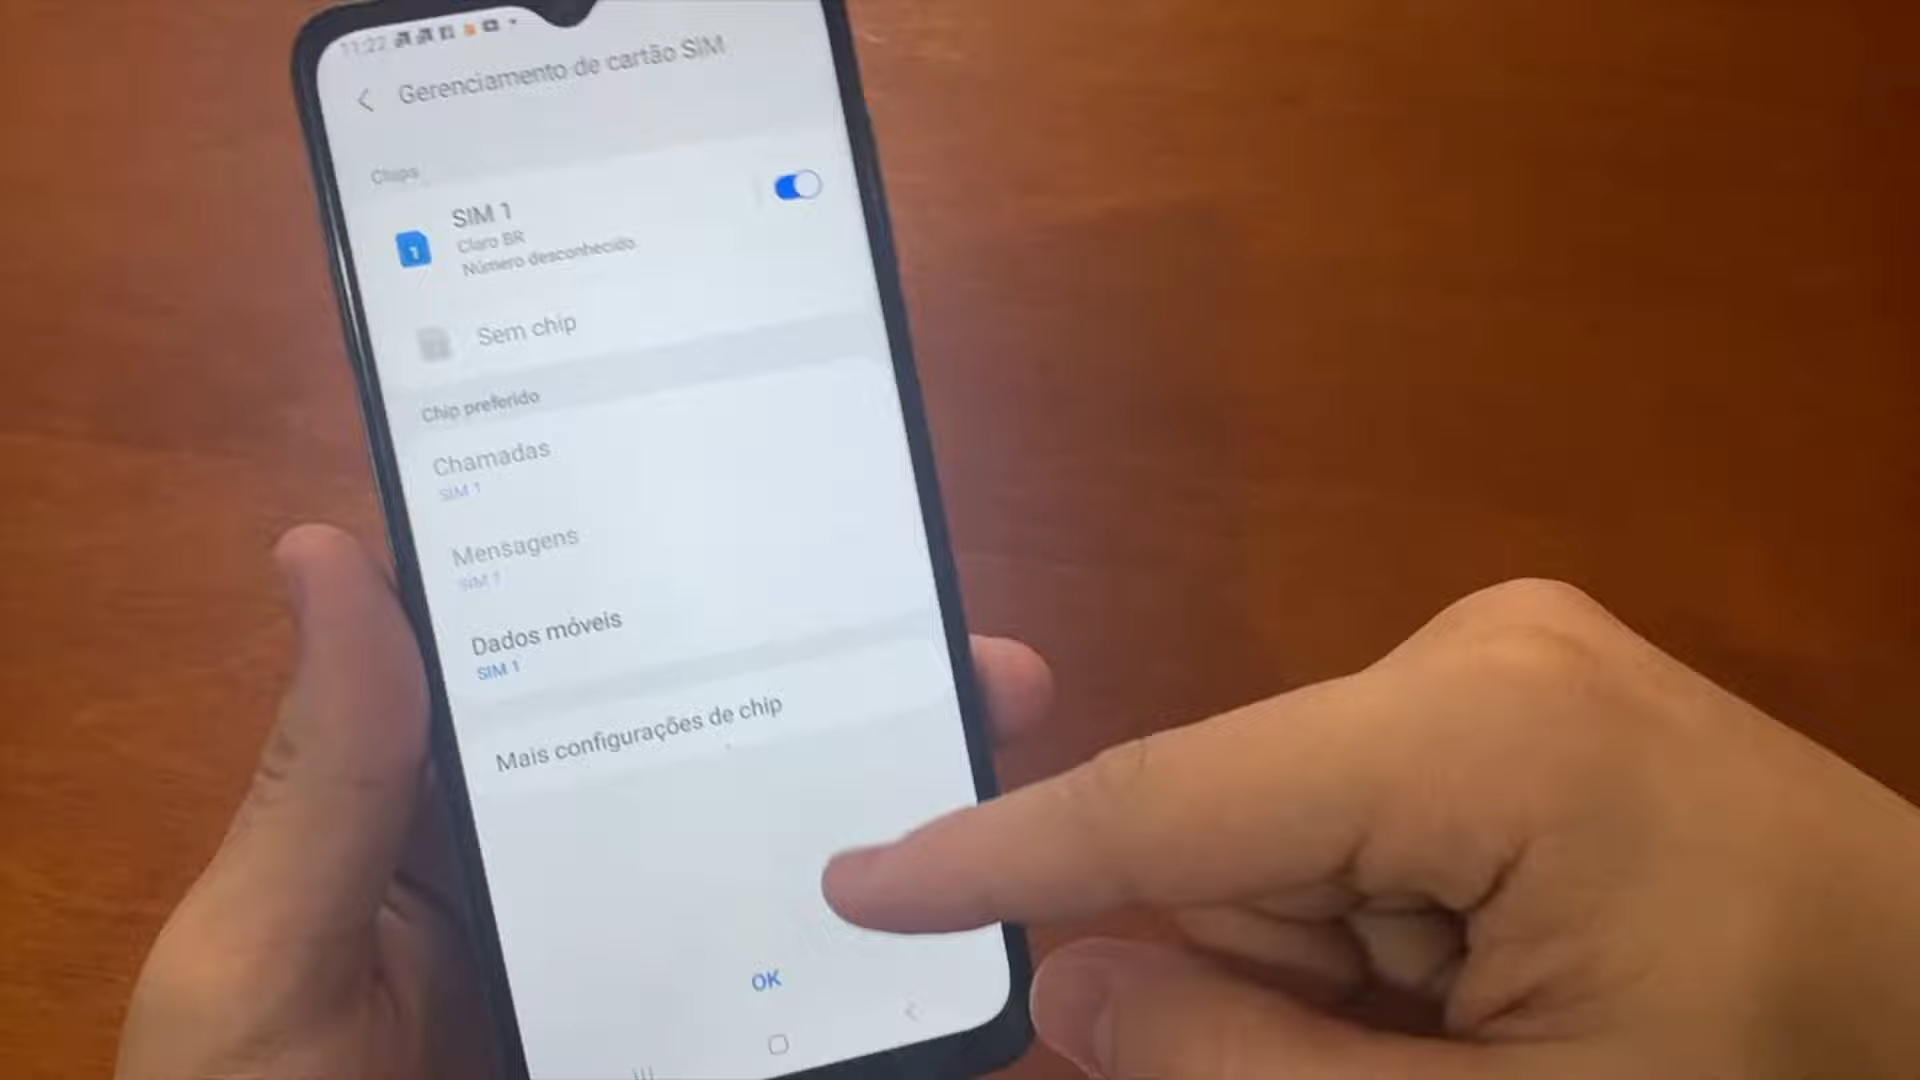 11:22
Gerenciamento de cartão SIM
Chips
SIM 1
1
Claro BR
Número desconhecido
Sem chip
Chip preferido
Chamadas
SIM 1
Mensagens
SIM 1
Dados móveis
SIM 1
Mais configurações de chip
OK